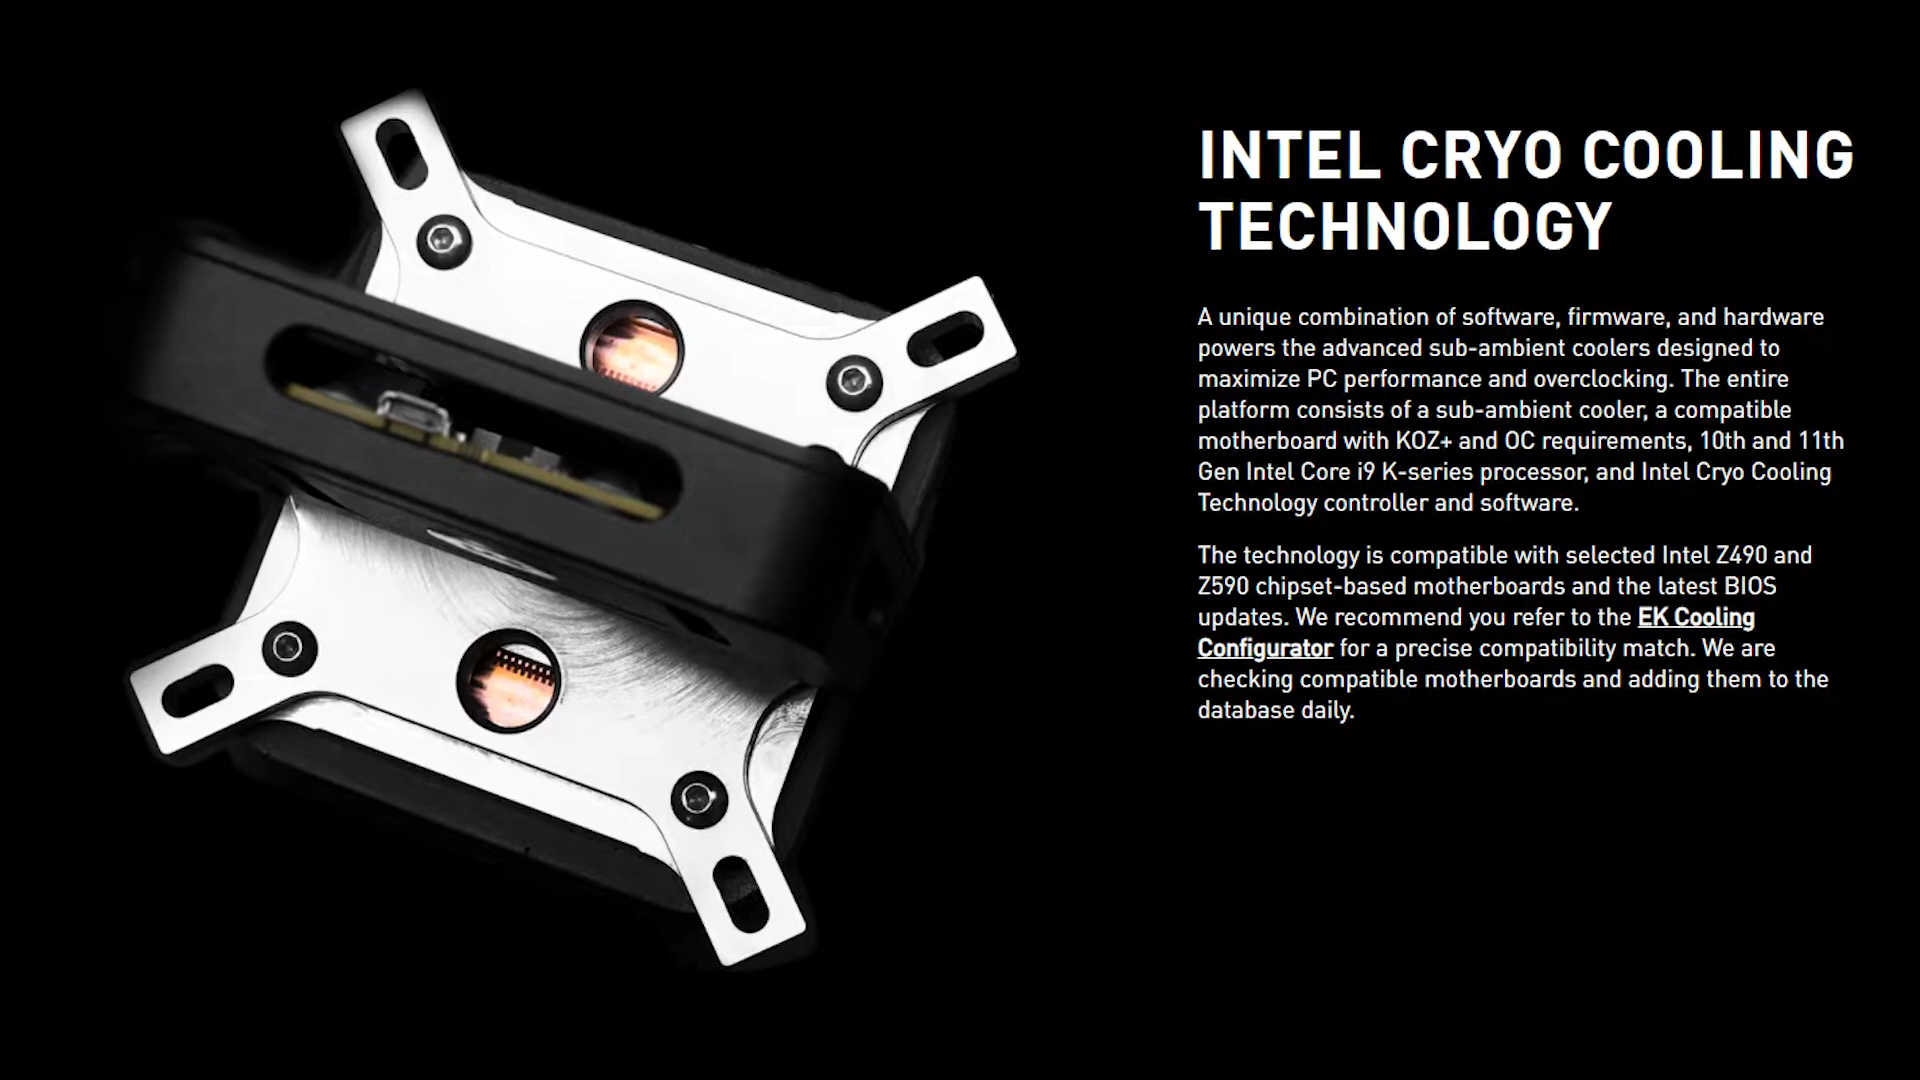 INTEL CRYO COOLING
TECHNOLOGY
A unique combination of software, firmware, and hardware
powers the advanced sub-ambient coolers designed to
maximize PC performance and overclocking. The entire
platform consists of a sub-ambient cooler, a compatible
motherboard with KOZ+ and OC requirements, 10th and 11th
Gen Intel Core i9 K-series processor, and Intel Cryo Cooling
Technology controller and software.
The technology is compatible with selected Intel Z490 and
Z590 chipset-based motherboards and the latest BIOS
updates. We recommend you refer to the EK Cooling
Configurator for a precise compatibility match. We are
checking compatible motherboards and adding them to the
database daily.